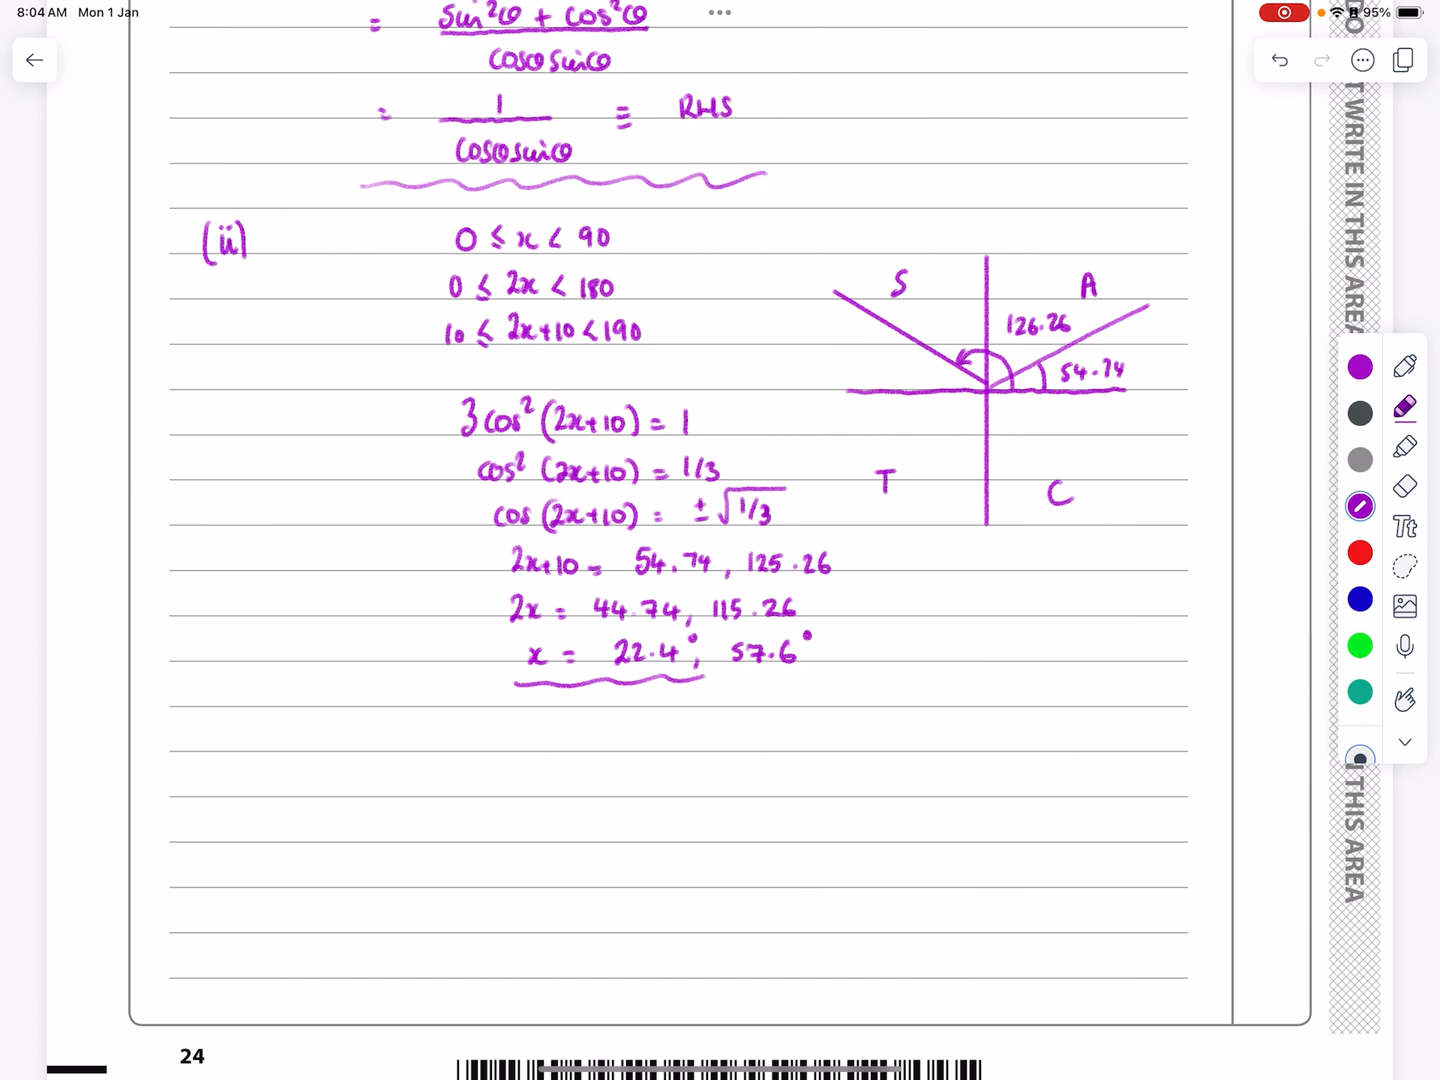 8:04 AM Mon 1 Jan
95%
= sin²θ + cos²θ
cosθ sinθ
= 1 ≡ RHS
cosθ sinθ
(ii)
0 ≤ x < 90
0 ≤ 2x < 180
10 ≤ 2x+10 < 190
S A
126.26
54.74
T C
3cos²(2x+10) = 1
cos²(2x+10) = 1/3
cos(2x+10) = ±√1/3
2x+10 = 54.74, 125.26
2x = 44.74, 115.26
x = 22.4°, 57.6°
24
DO
T WRITE IN THIS AREA
THIS AREA
Tt